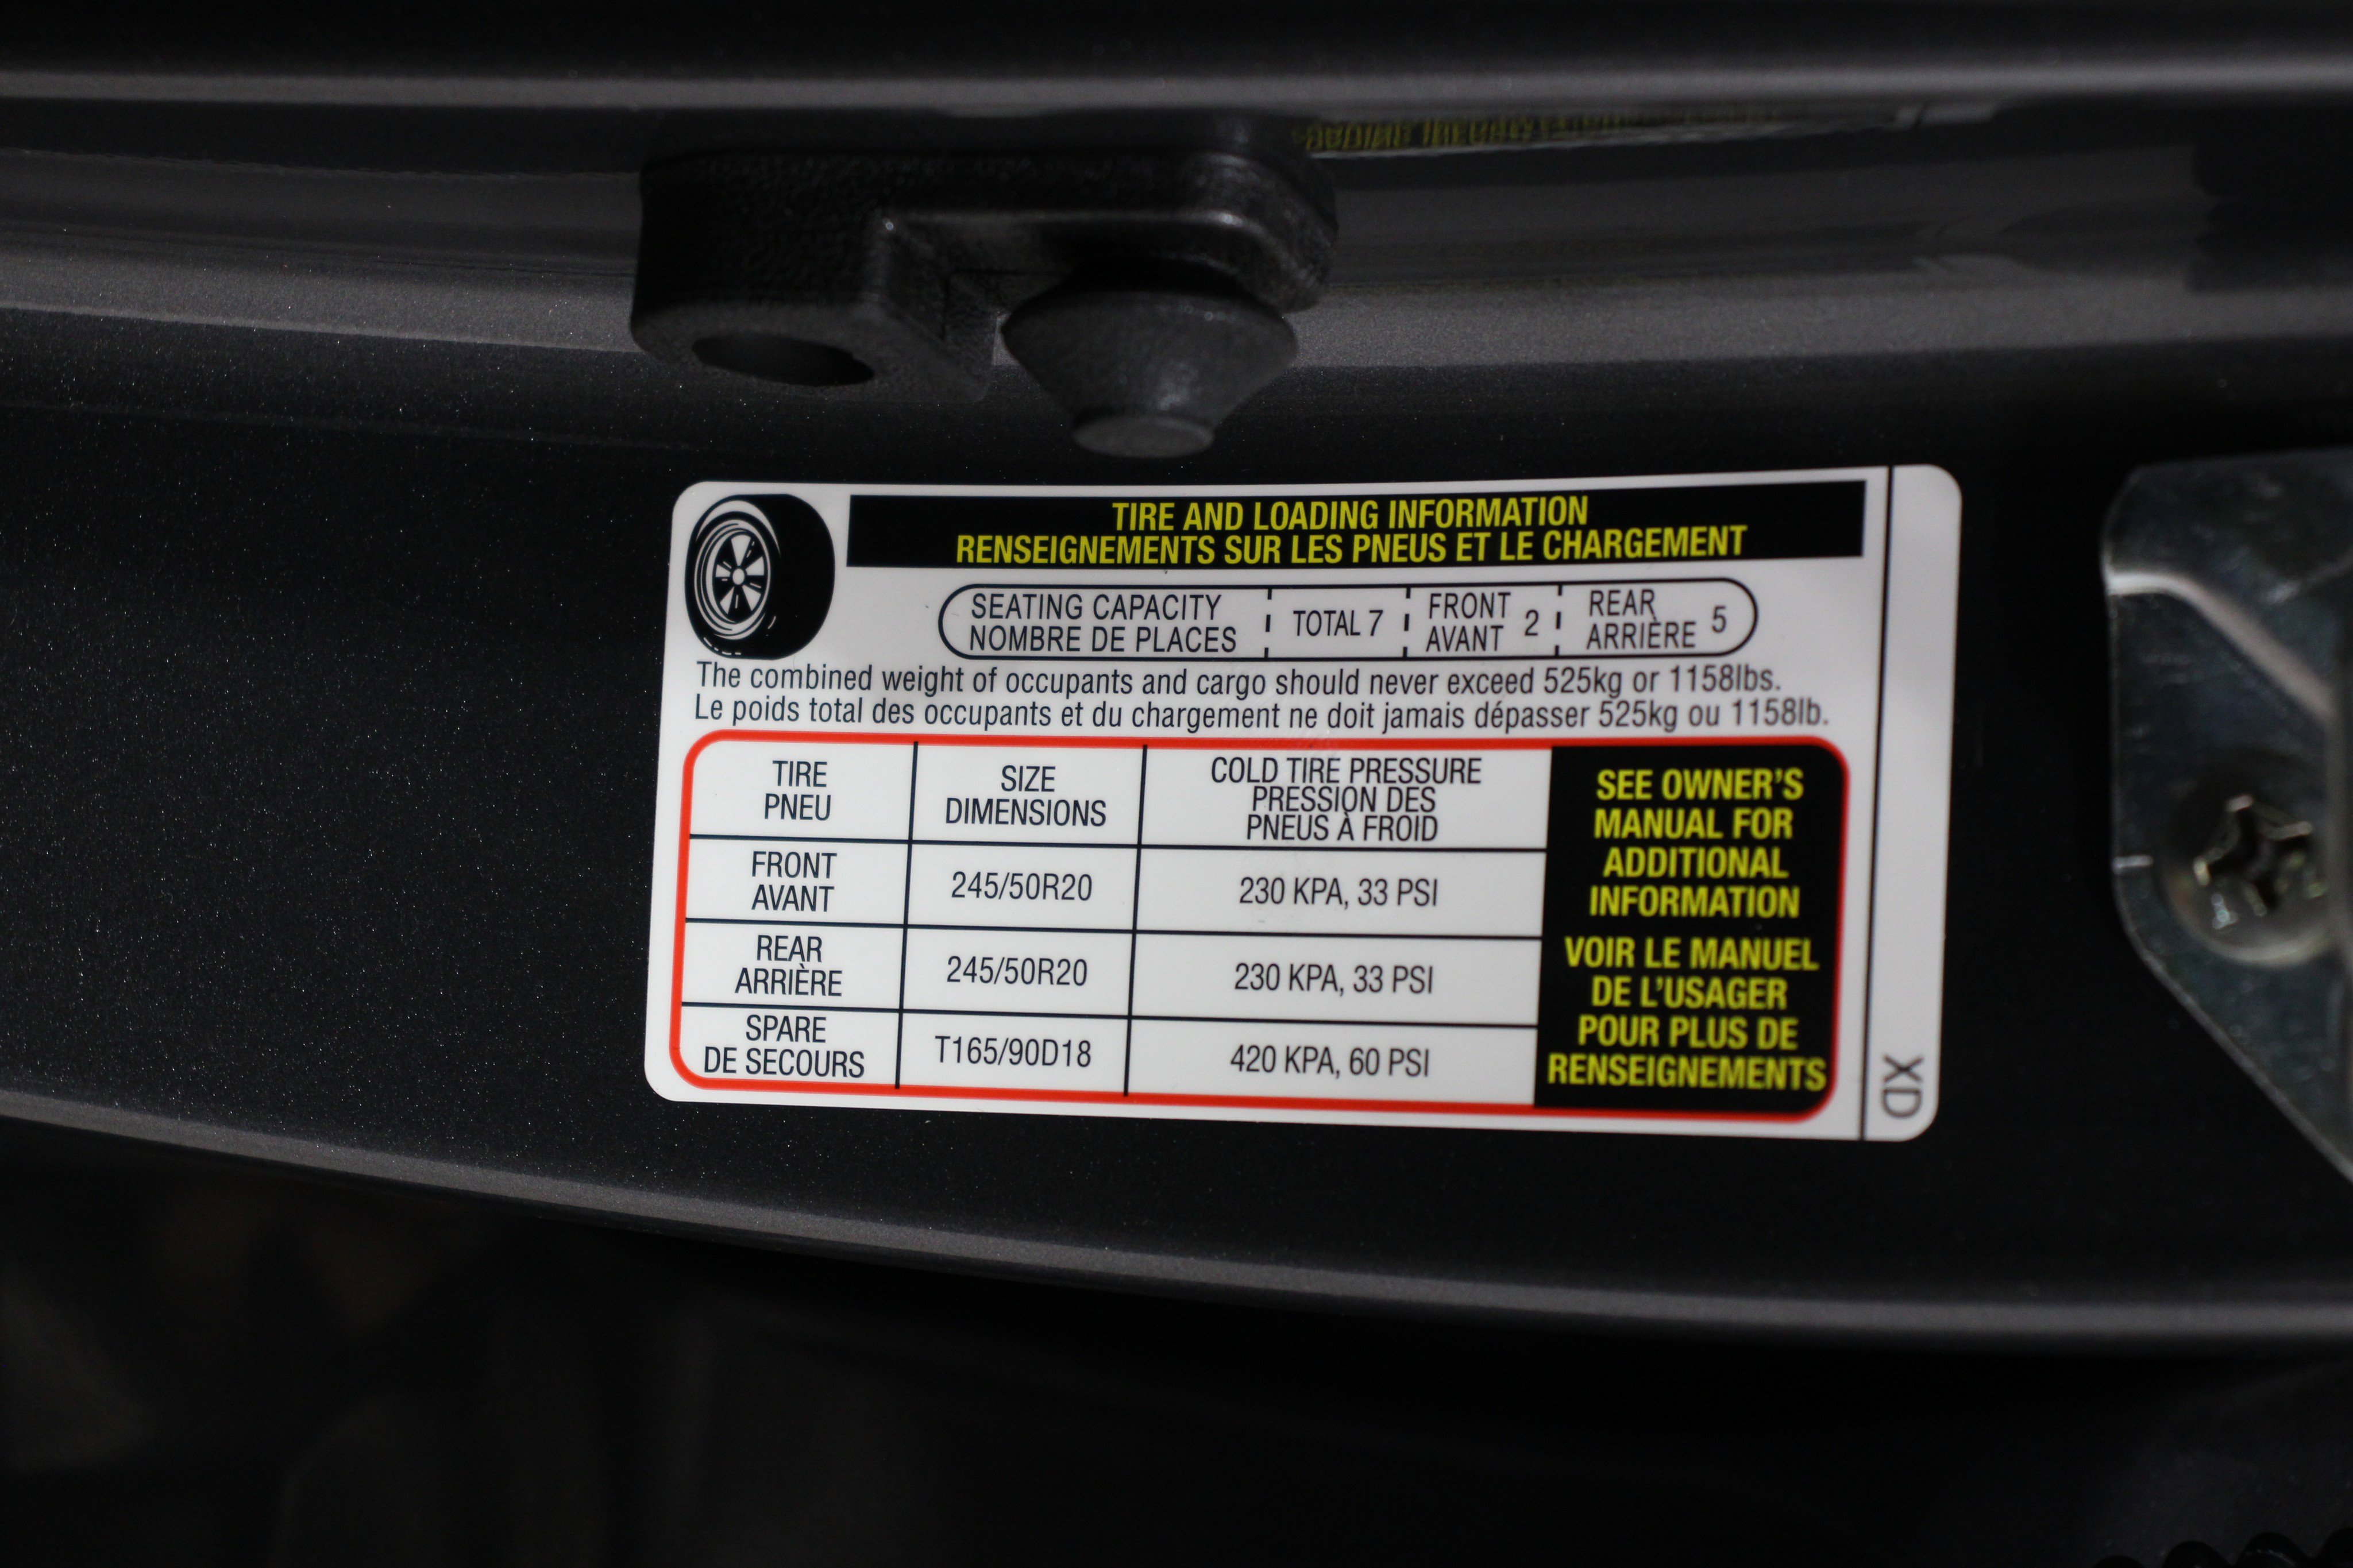 TIRE AND LOADING INFORMATION
RENSEIGNEMENTS SUR LES PNEUS ET LE CHARGEMENT
SEATING CAPACITY
NOMBRE DE PLACES
TOTAL 7
FRONT
AVANT
2
REAR
ARRIÈRE
5
The combined weight of occupants and cargo should never exceed 525kg or 1158lbs.
Le poids total des occupants et du chargement ne doit jamais dépasser 525kg ou 1158lb.
TIRE
PNEU
SIZE
DIMENSIONS
COLD TIRE PRESSURE
PRESSION DES
PNEUS À FROID
FRONT
AVANT
245/50R20
230 KPA, 33 PSI
REAR
ARRIÈRE
245/50R20
230 KPA, 33 PSI
SPARE
DE SECOURS
T165/90D18
420 KPA, 60 PSI
SEE OWNER'S
MANUAL FOR
ADDITIONAL
INFORMATION
VOIR LE MANUEL
DE L'USAGER
POUR PLUS DE
RENSEIGNEMENTS
XD